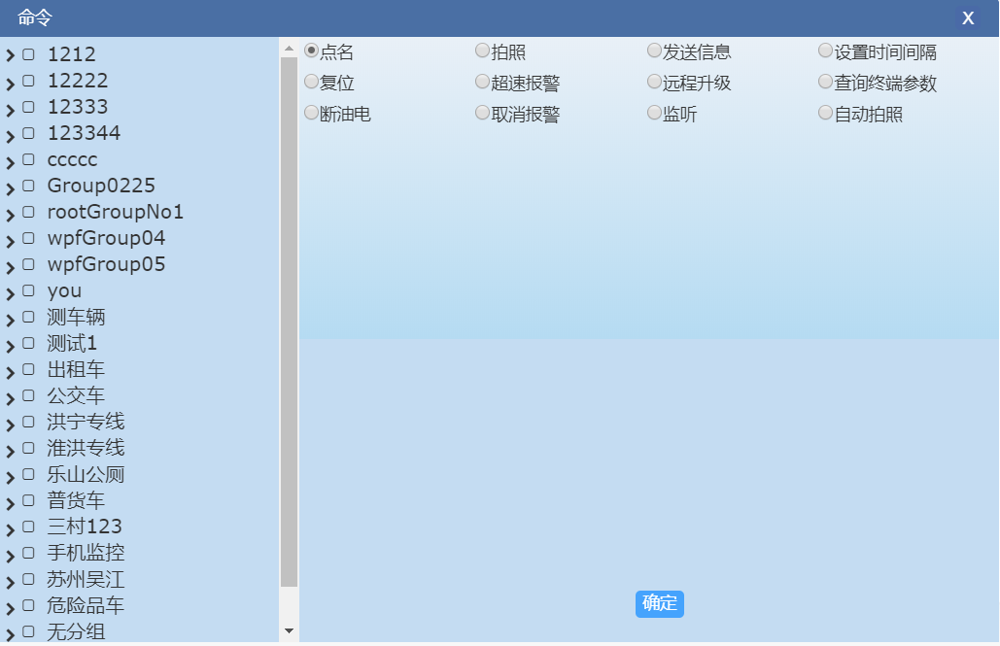 命令 X
1212
12222
12333
123344
ccccc
Group0225
rootGroupNo1
wpfGroup04
wpfGroup05
you
测车辆
测试1
出租车
公交车
洪宁专线
淮洪专线
乐山公厕
普货车
三村123
手机监控
苏州吴江
危险品车
无分组
点名 拍照 发送信息 设置时间间隔
复位 超速报警 远程升级 查询终端参数
断油电 取消报警 监听 自动拍照
确定